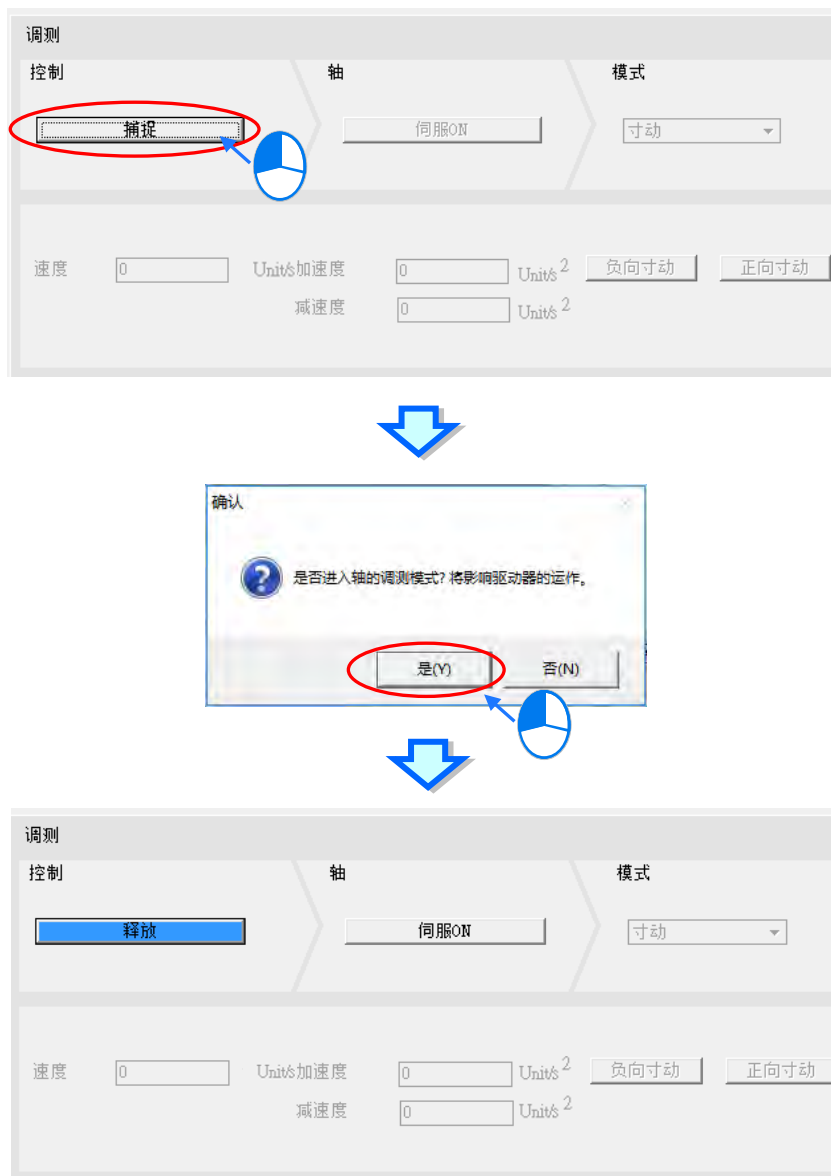 调测
控制 轴 模式
捕捉 伺服ON 寸动
速度 0 Unit/s加速度 0 Unit/s 2 负向寸动 正向寸动
减速度 0 Unit/s 2
确认
是否进入轴的调测模式?将影响驱动器的运作。
是(Y) 否(N)
调测
控制 轴 模式
释放 伺服ON 寸动
速度 0 Unit/s加速度 0 Unit/s 2 负向寸动 正向寸动
减速度 0 Unit/s 2